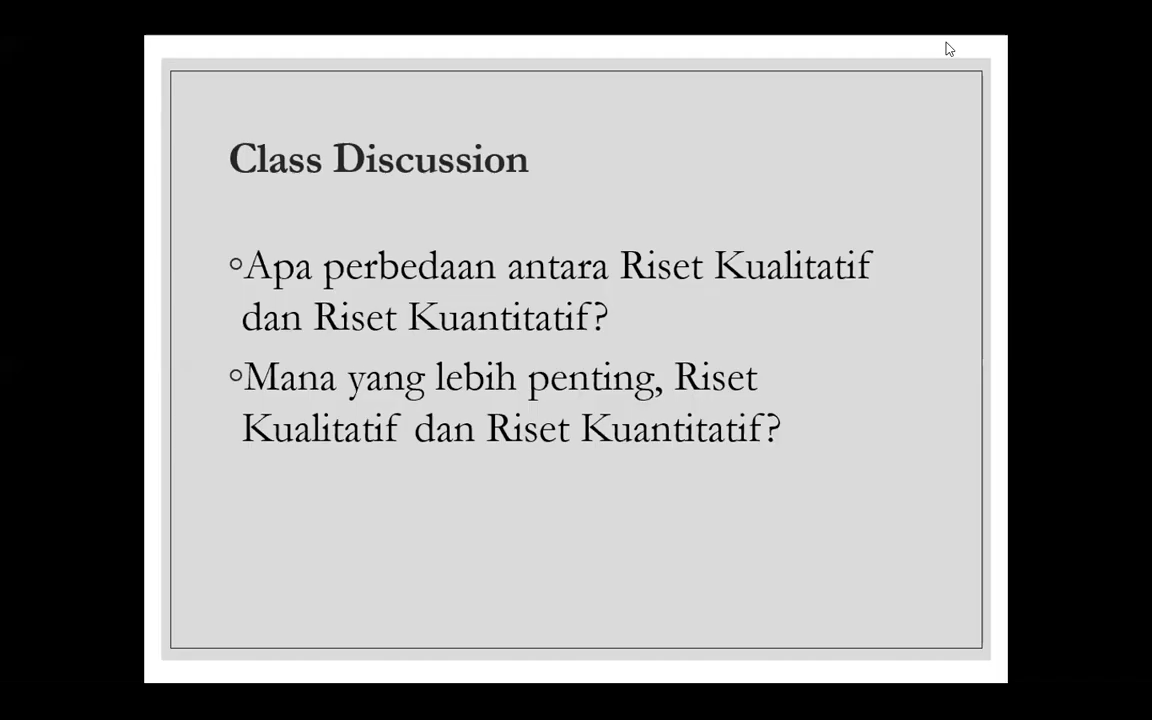 Class Discussion
◦Apa perbedaan antara Riset Kualitatif
dan Riset Kuantitatif?
◦Mana yang lebih penting, Riset
Kualitatif dan Riset Kuantitatif?